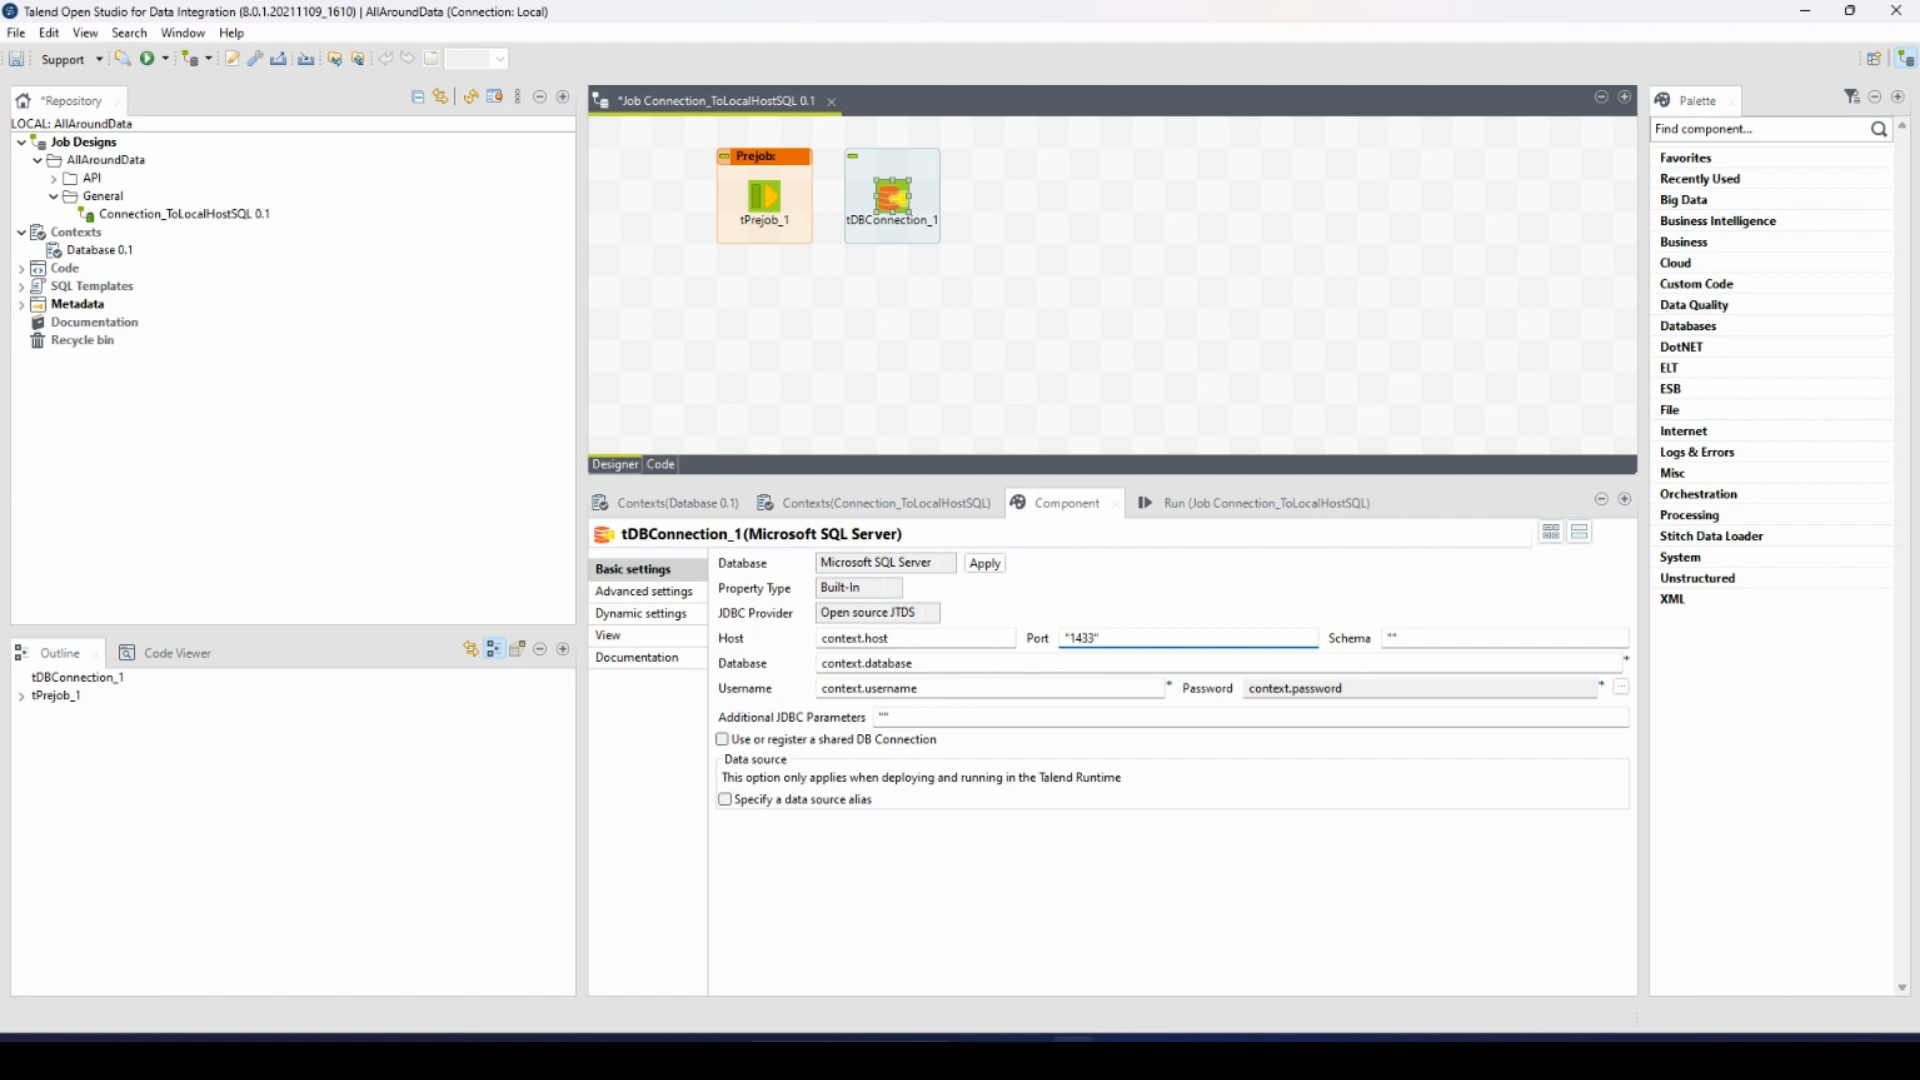 Talend Open Studio for Data Integration (8.0.1.20211109_1610) | AllAroundData (Connection: Local)
File Edit View Search Window Help
Support
*Repository
LOCAL: AllAroundData
Job Designs
AllAroundData
API
General
Connection_ToLocalHostSQL 0.1
Contexts
Database 0.1
Code
SQL Templates
Metadata
Documentation
Recycle bin
Outline
Code Viewer
tDBConnection_1
tPrejob_1
*Job Connection_ToLocalHostSQL 0.1
Prejob:
tPrejob_1
tDBConnection_1
Designer Code
Contexts(Database 0.1)
Contexts(Connection_ToLocalHostSQL)
Component
Run (Job Connection_ToLocalHostSQL)
tDBConnection_1(Microsoft SQL Server)
Basic settings
Advanced settings
Dynamic settings
View
Documentation
Database Microsoft SQL Server Apply
Property Type Built-In
JDBC Provider Open source JTDS
Host context.host Port "1433" Schema ""
Database context.database *
Username context.username * Password context.password * ...
Additional JDBC Parameters ""
Use or register a shared DB Connection
Data source
This option only applies when deploying and running in the Talend Runtime
Specify a data source alias
Palette
Find component...
Favorites
Recently Used
Big Data
Business Intelligence
Business
Cloud
Custom Code
Data Quality
Databases
DotNET
ELT
ESB
File
Internet
Logs & Errors
Misc
Orchestration
Processing
Stitch Data Loader
System
Unstructured
XML